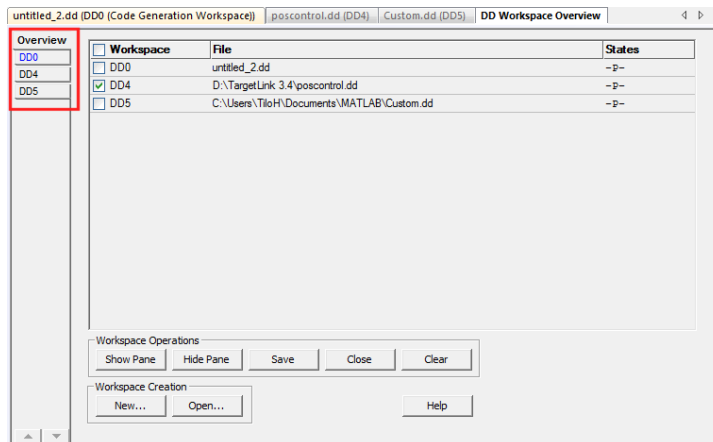 untitled_2.dd (DD0 (Code Generation Workspace)) poscontrol.dd (DD4) Custom.dd (DD5) DD Workspace Overview
Overview
DD0
DD4
DD5
Workspace File States
DD0 untitled_2.dd -P-
DD4 D:\TargetLink 3.4\poscontrol.dd -P-
DD5 C:\Users\TiloH\Documents\MATLAB\Custom.dd -P-
Workspace Operations
Show Pane Hide Pane Save Close Clear
Workspace Creation
New... Open... Help